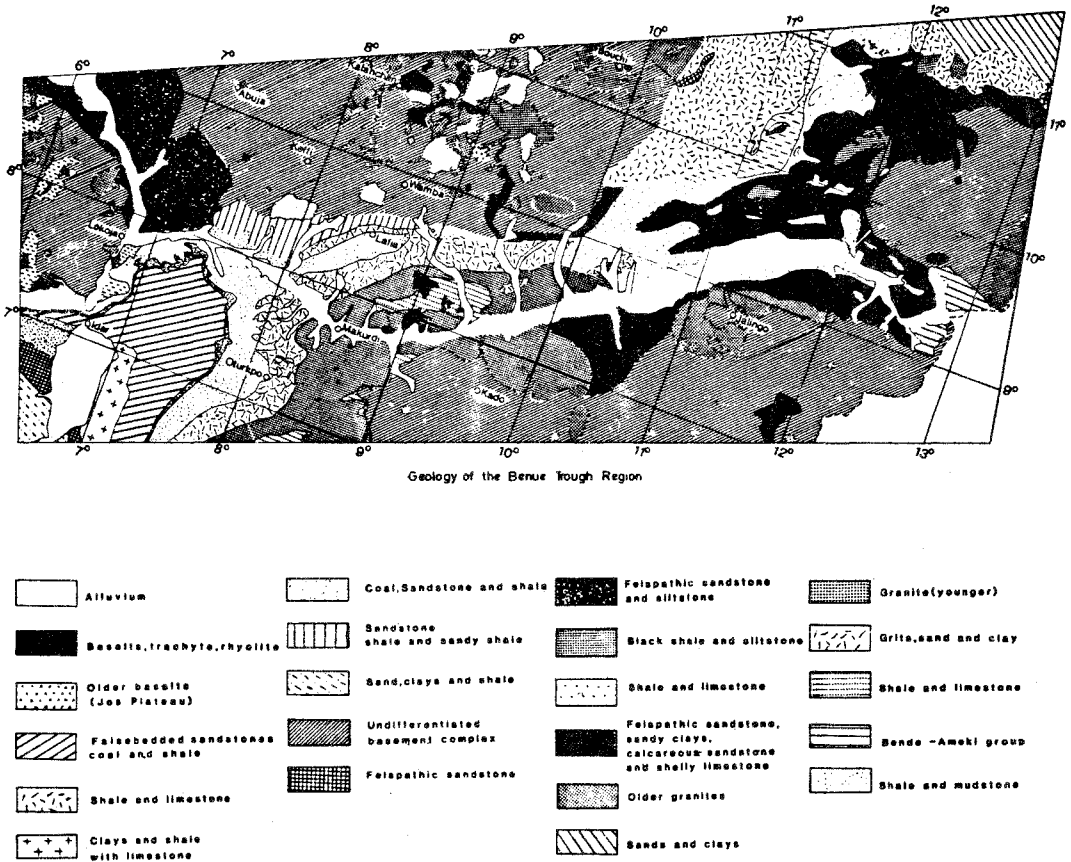 12°
11°
10°
9°
8°
7°
6°
Bauchi
Kafanchan
Abuja
11°
Keffi
8°
Wamba
Lokoja
Lafia
10°
7°
Idah
Makurdi
Jalingo
Oturkpo
Kado
9°
7°
8°
9°
10°
11°
12°
13°
Geology of the Benue Trough Region
Alluvium
Basalts, trachyte, rhyolite
Older bassite
(Jos Plateau)
Falsebedded sandstones
coal and shale
Shale and limestone
Clays and shale
with limestone
Coal, Sandstone and shale
Sandstone
shale and sandy shale
Sand, clays and shale
Undifferentiated
basement complex
Felspathic sandstone
Felspathic sandstone
and siltstone
Black shale and siltstone
Shale and limestone
Felspathic sandstone,
sandy clays,
calcareous sandstone
and shelly limestone
Older granites
Sands and clays
Granite (younger)
Grits, sand and clay
Shale and limestone
Bende - Ameki group
Shale and mudstone